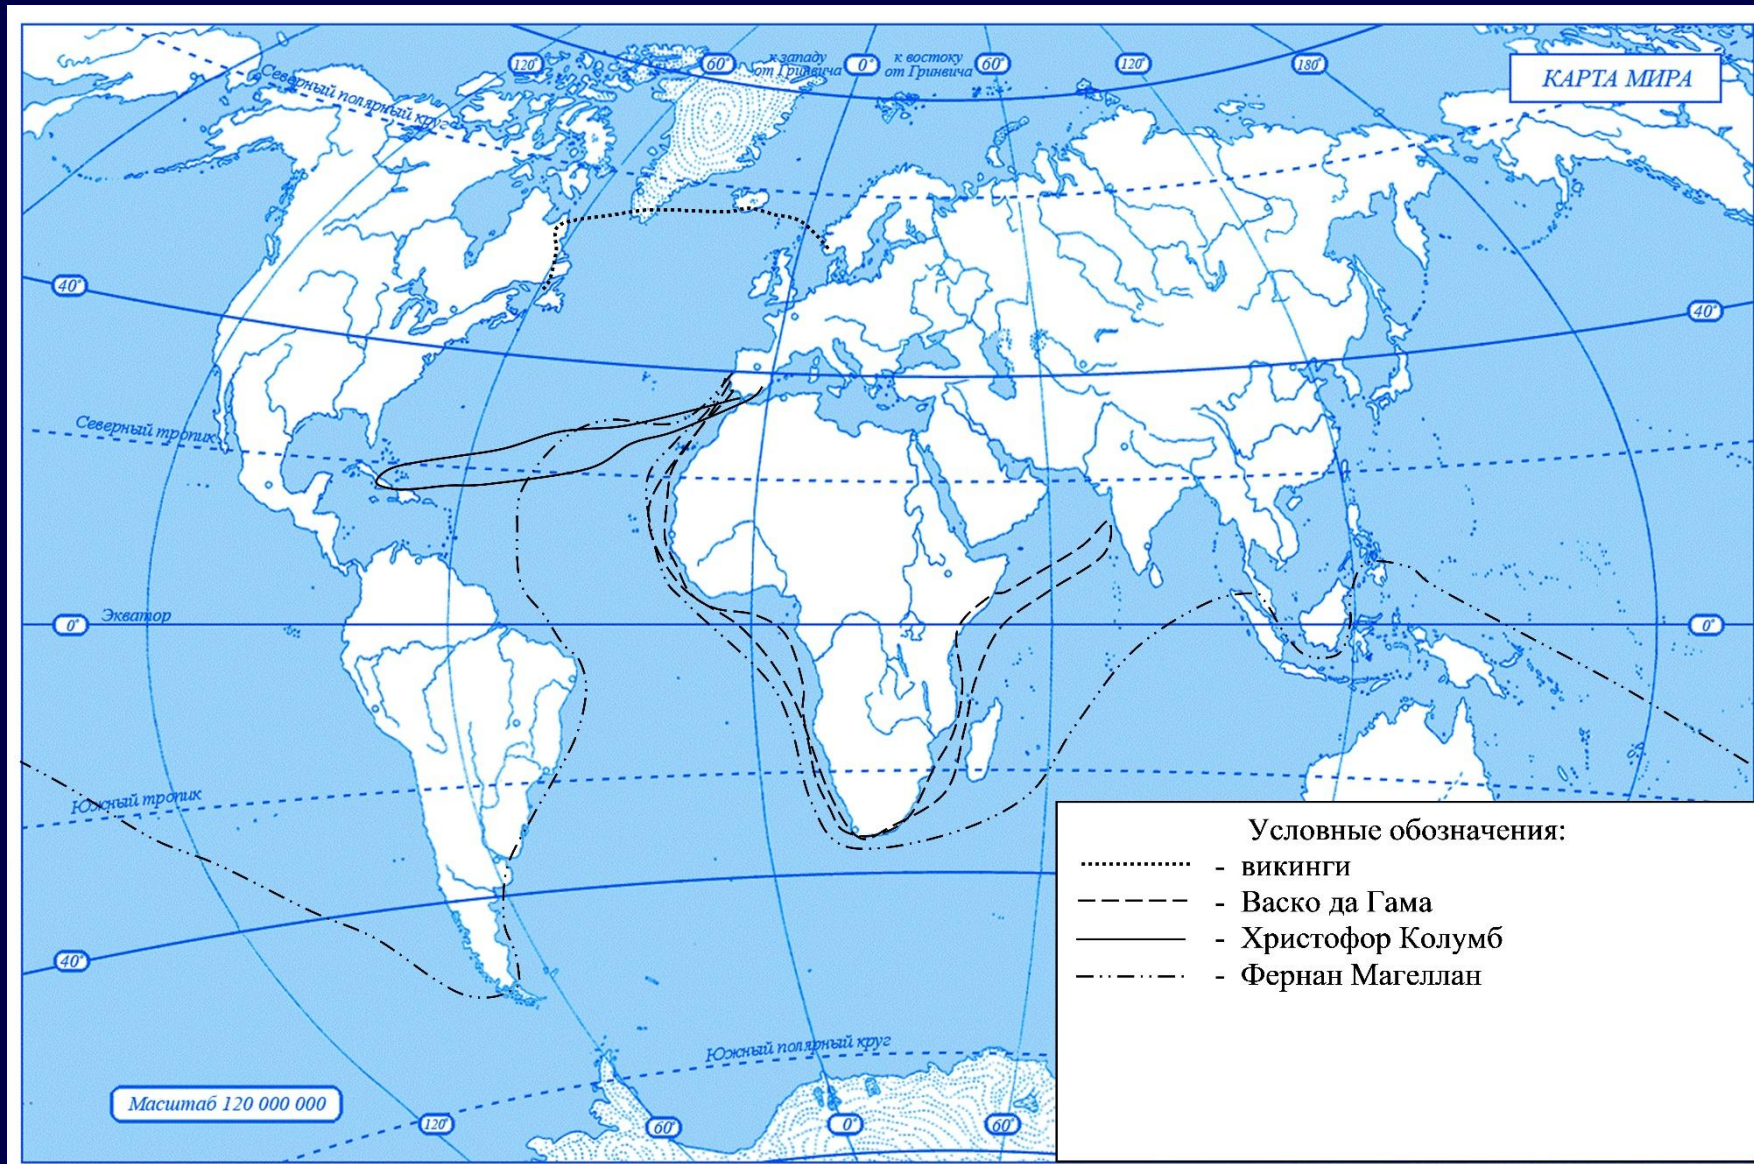 120° 60° к западу от Гринвича 0° к востоку от Гринвича 60° 120° 180°
КАРТА МИРА
Северный полярный круг
40° 40°
Северный тропик
Экватор
0° 0°
Южный тропик
40°
Условные обозначения:
- викинги
- Васко да Гама
- Христофор Колумб
- Фернан Магеллан
Южный полярный круг
Масштаб 120 000 000
120° 60° 0° 60°